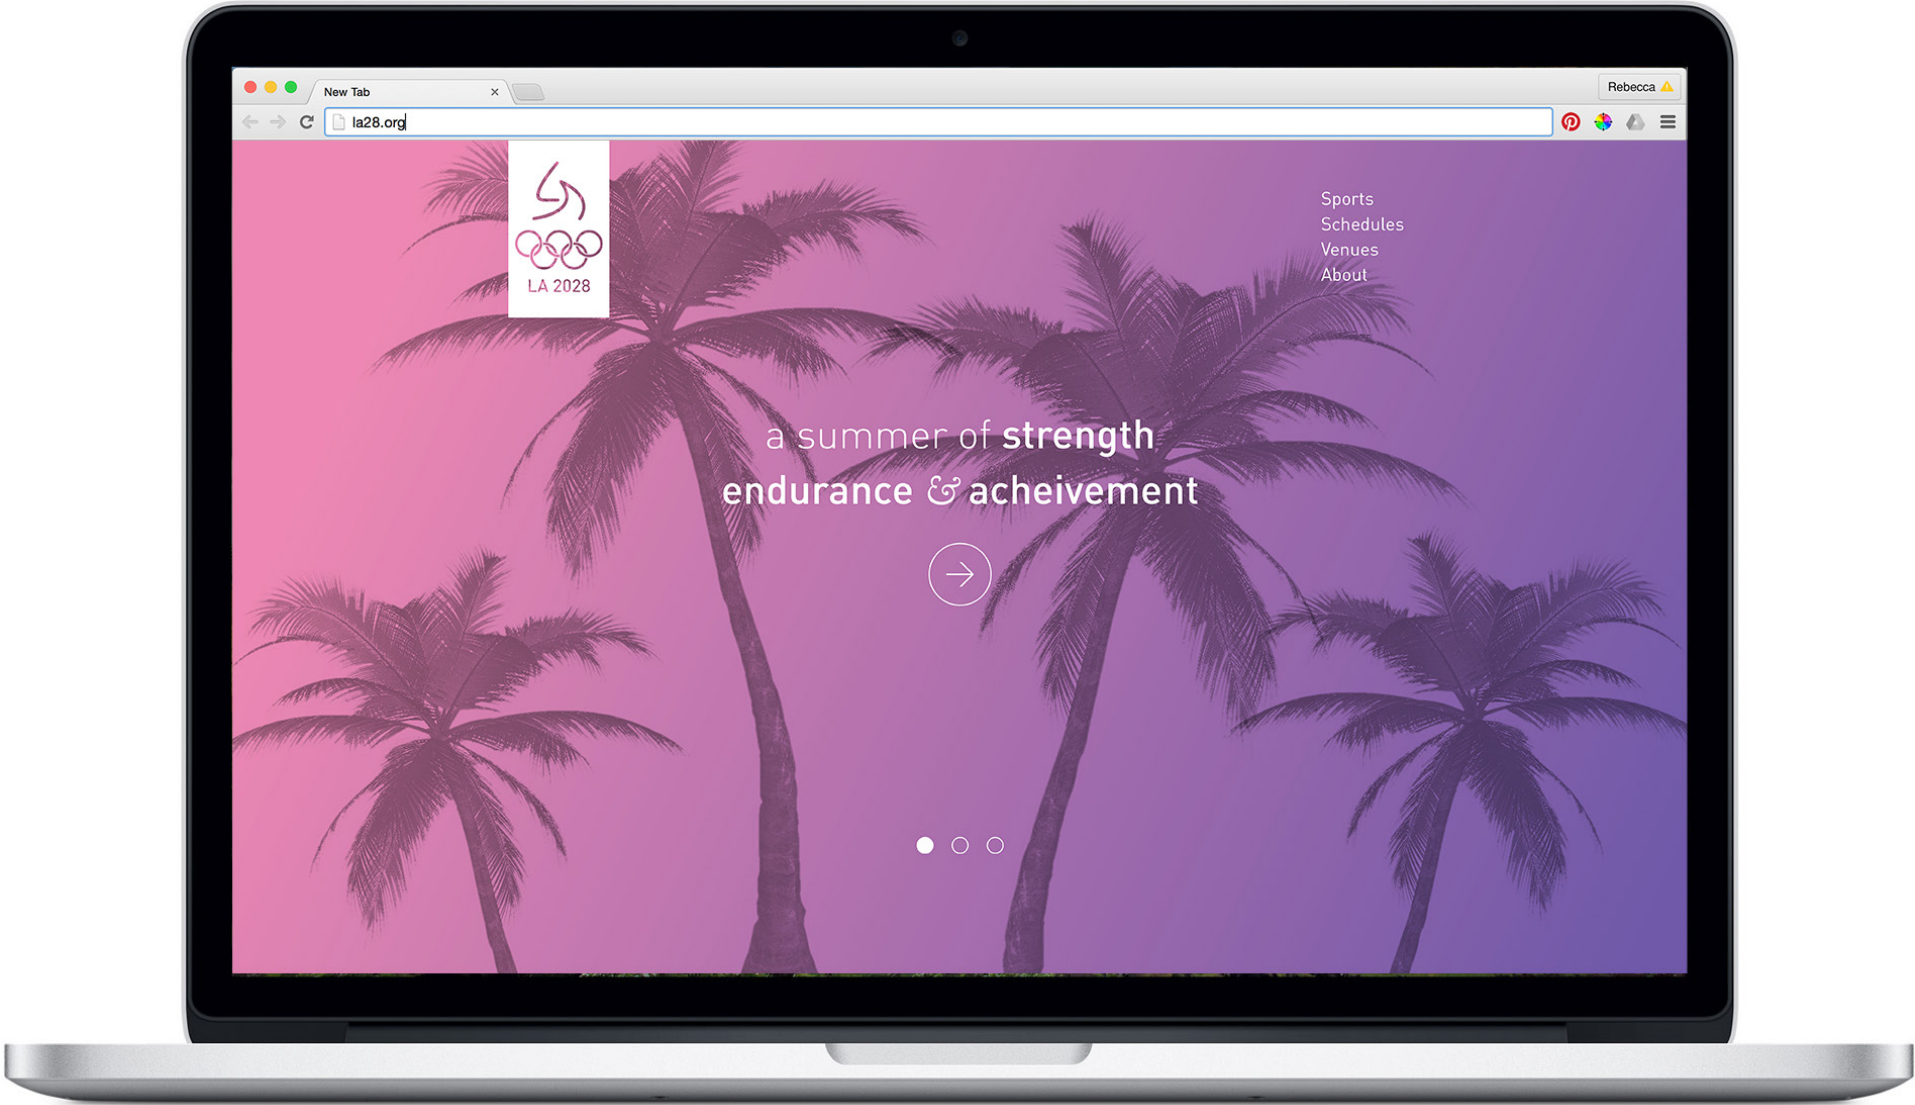 New Tab
Rebecca
la28.org
LA 2028
Sports
Schedules
Venues
About
a summer of strength
endurance & acheivement